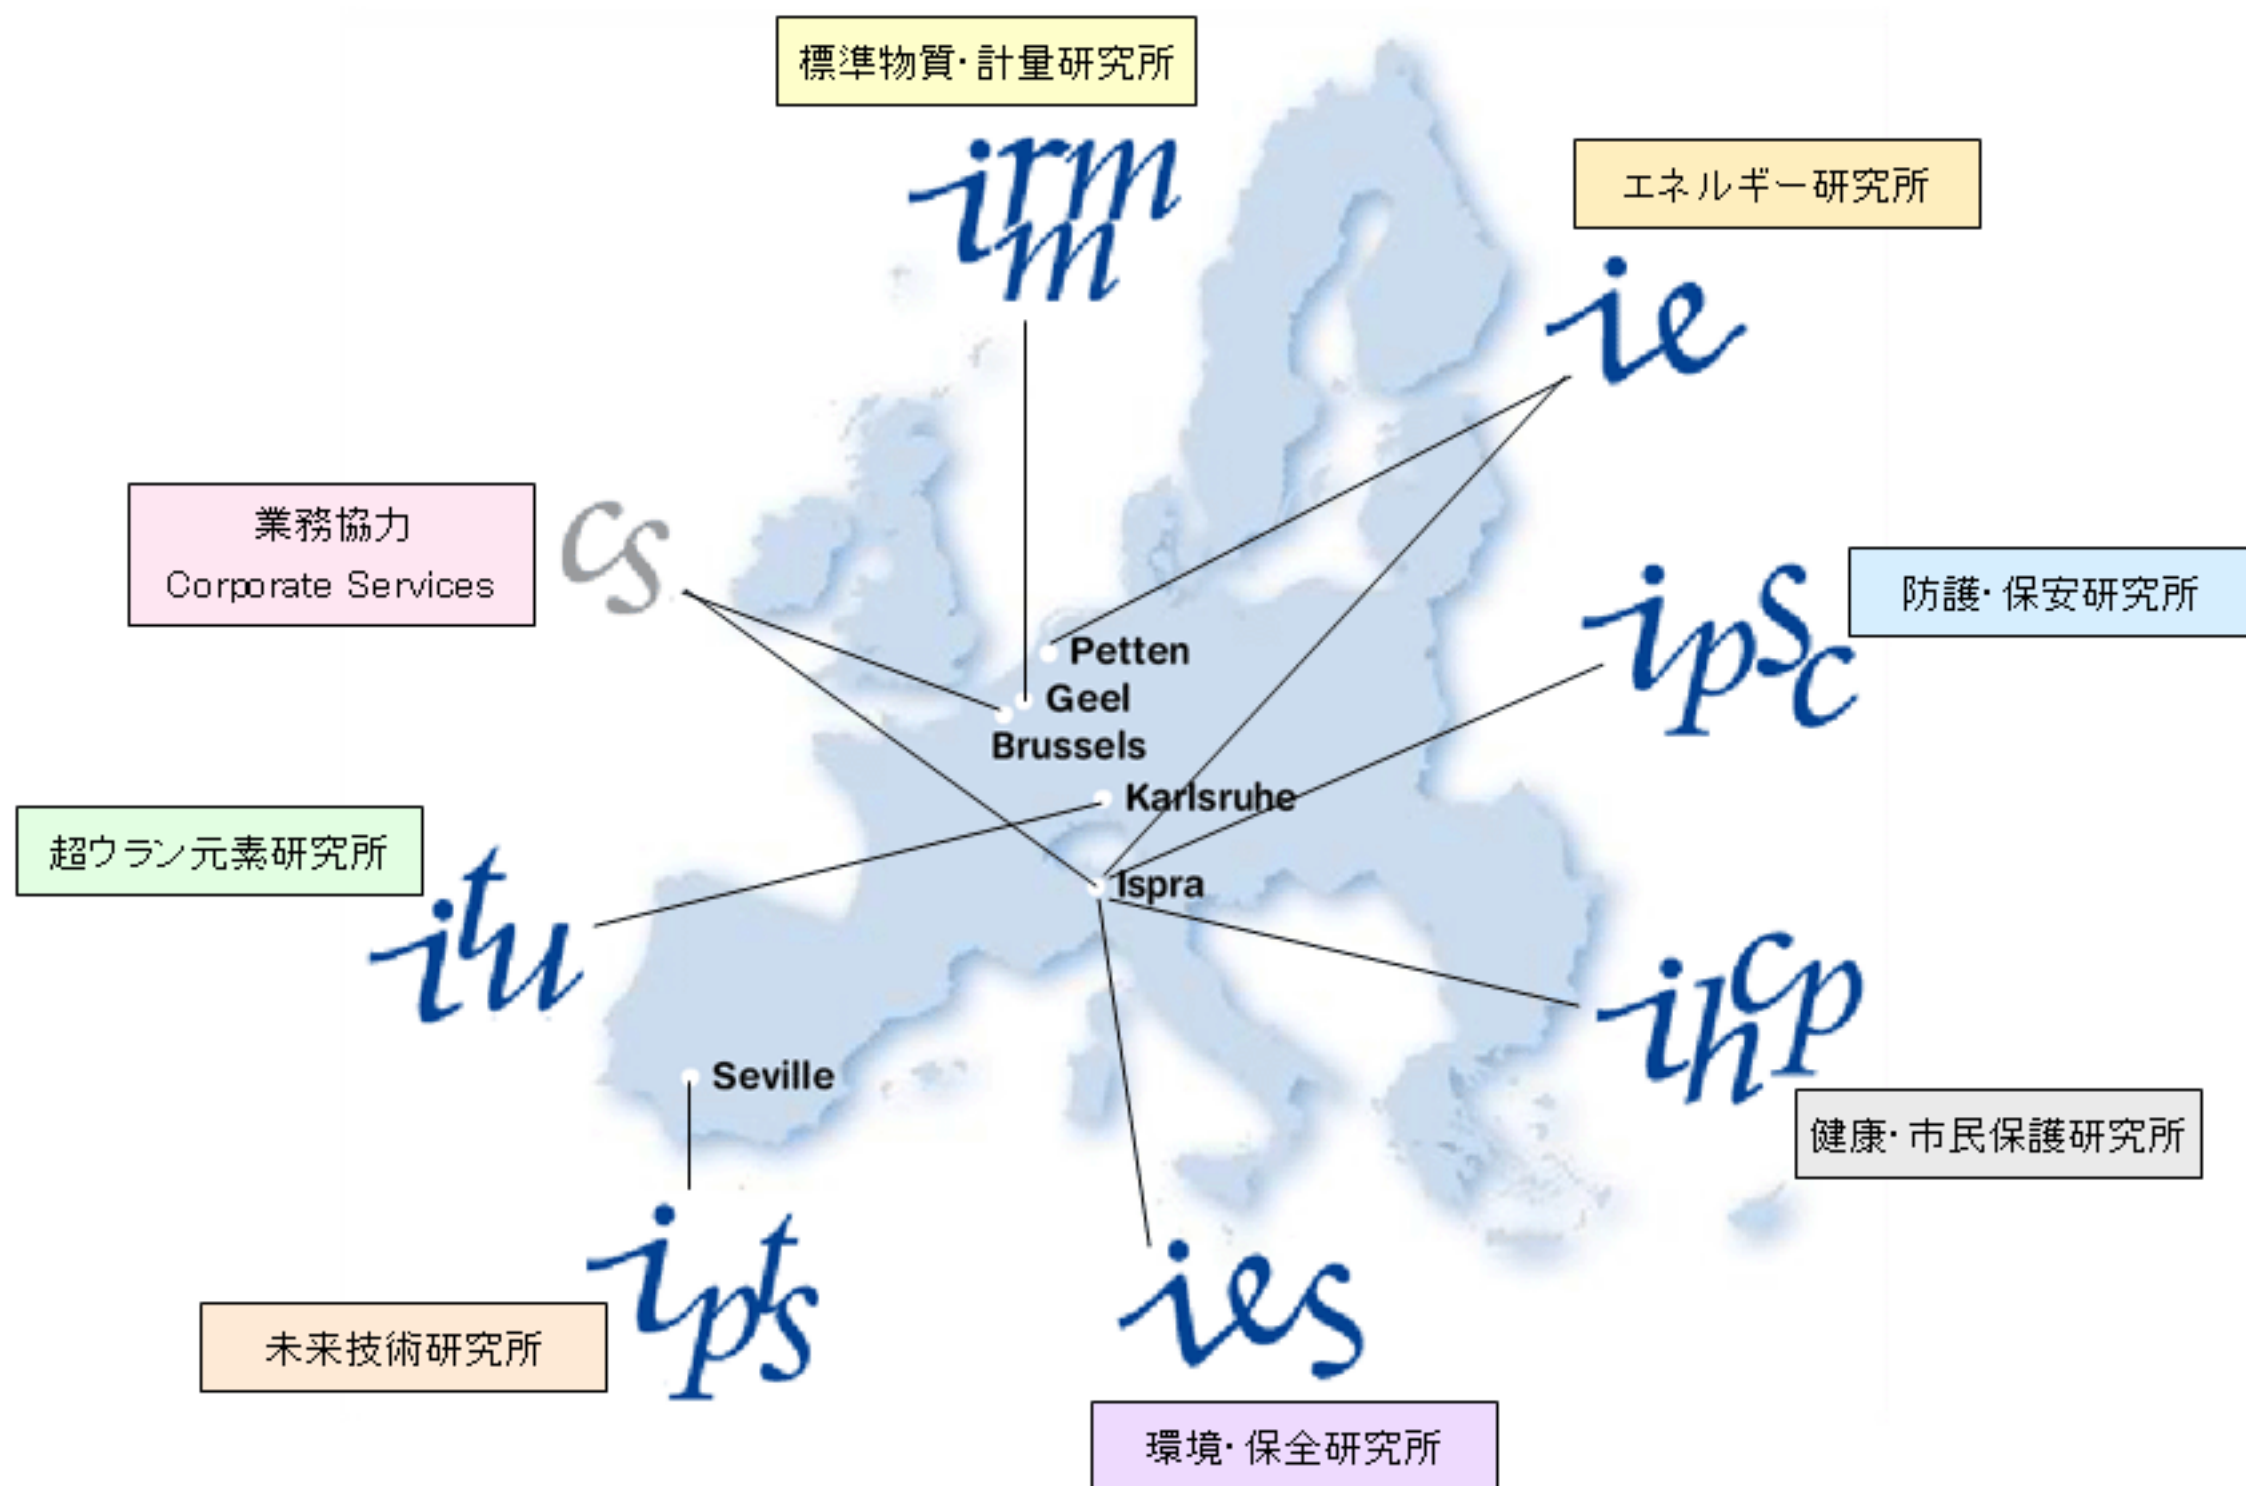 標準物質・計量研究所
irmm
エネルギー研究所
ie
業務協力
Corporate Services
cs
防護・保安研究所
ipsc
Petten
Geel
Brussels
Karlsruhe
超ウラン元素研究所
itu
Ispra
ihcp
健康・市民保護研究所
Seville
ipts
未来技術研究所
ies
環境・保全研究所